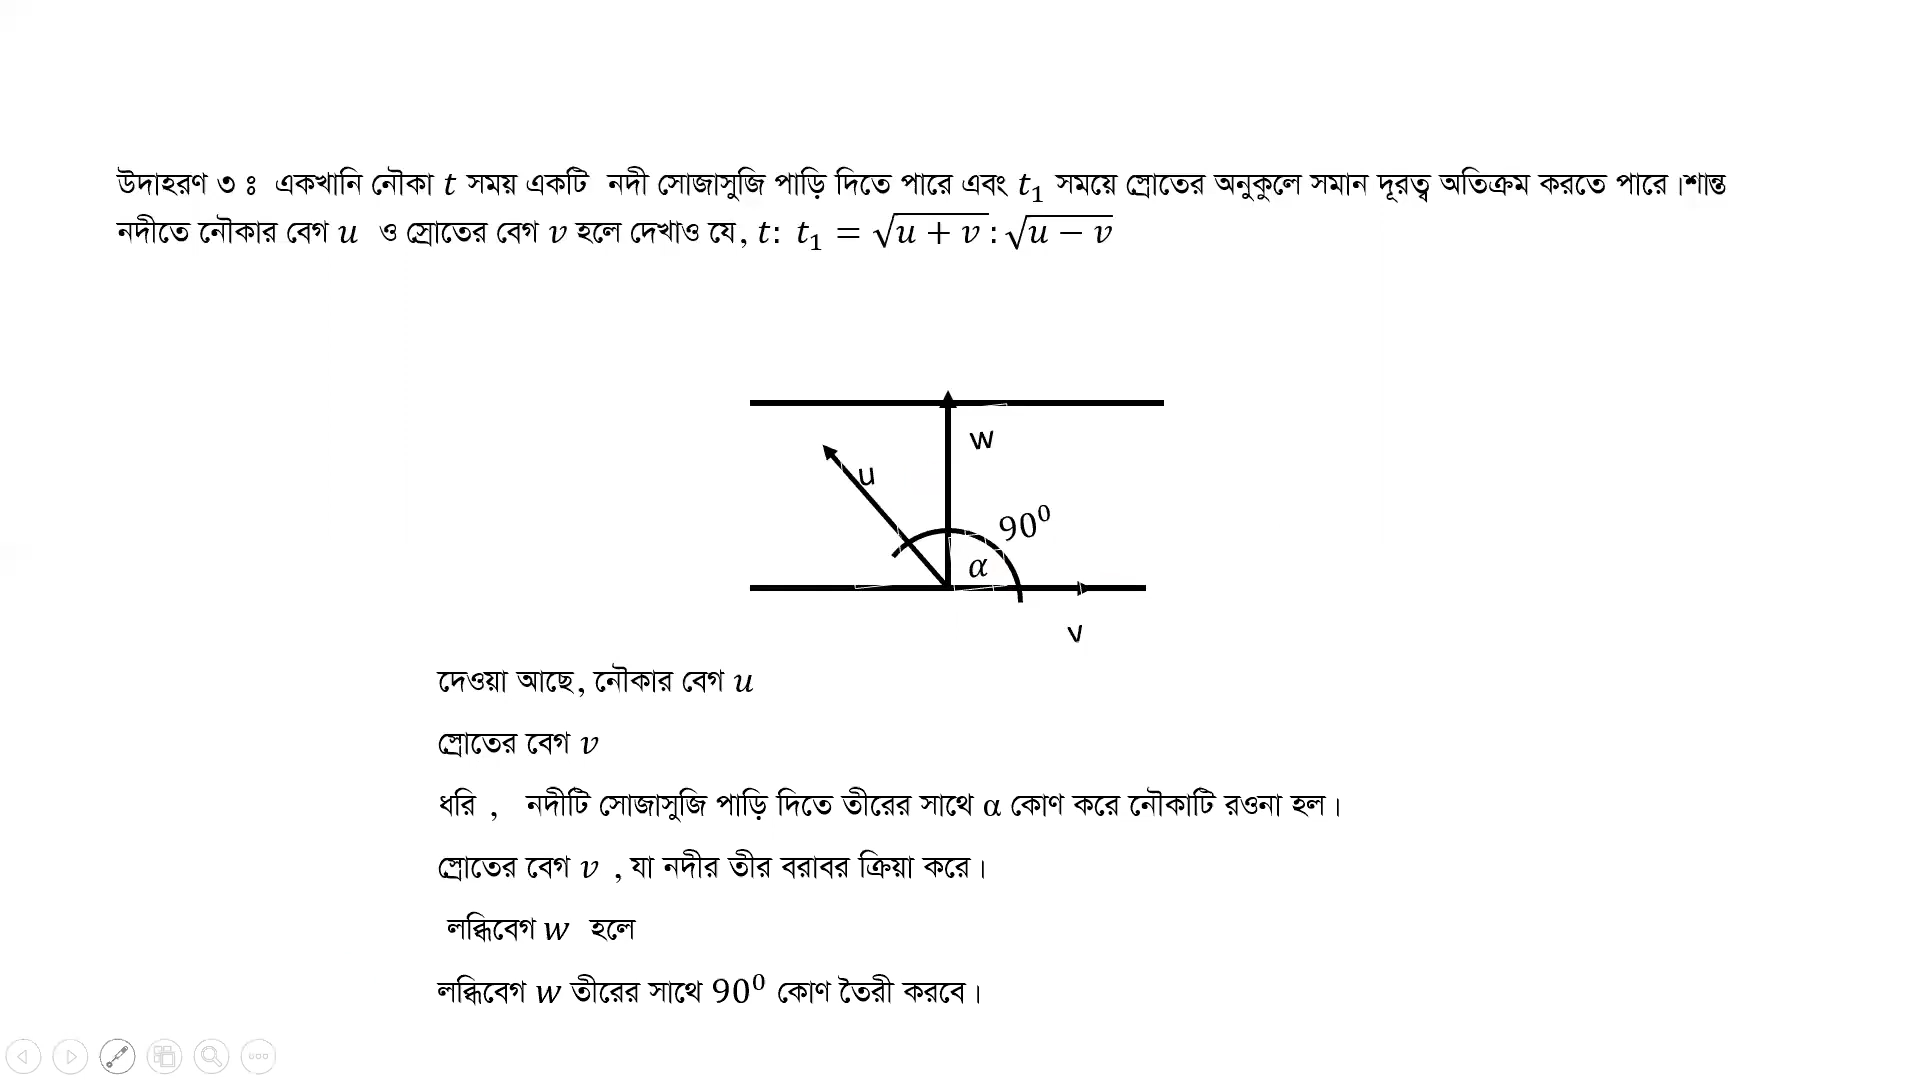 উদাহরণ ৩ ঃ একখানি নৌকা t সময় একটি নদী সোজাসুজি পাড়ি দিতে পারে এবং t₁ সময়ে স্রোতের অনুকুলে সমান দূরত্ব অতিক্রম করতে পারে।শান্ত
নদীতে নৌকার বেগ u ও স্রোতের বেগ v হলে দেখাও যে, t: t₁ = √(u + v) : √(u − v)
w
u
90⁰
α
v
দেওয়া আছে, নৌকার বেগ u
স্রোতের বেগ v
ধরি , নদীটি সোজাসুজি পাড়ি দিতে তীরের সাথে α কোণ করে নৌকাটি রওনা হল।
স্রোতের বেগ v , যা নদীর তীর বরাবর ক্রিয়া করে।
লব্ধিবেগ w হলে
লব্ধিবেগ w তীরের সাথে 90⁰ কোণ তৈরী করবে।